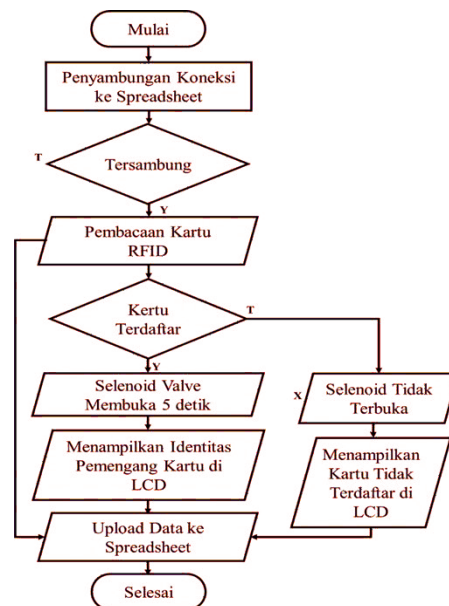 Mulai
Penyambungan Koneksi
ke Spreadsheet
T
Tersambung
Y
Pembacaan Kartu
RFID
Kertu
Terdaftar
T
Y
Selenoid Valve
Membuka 5 detik
X
Selenoid Tidak
Terbuka
Menampilkan Identitas
Pemengang Kartu di
LCD
Menampilkan
Kartu Tidak
Terdaftar di
LCD
Upload Data ke
Spreadsheet
Selesai